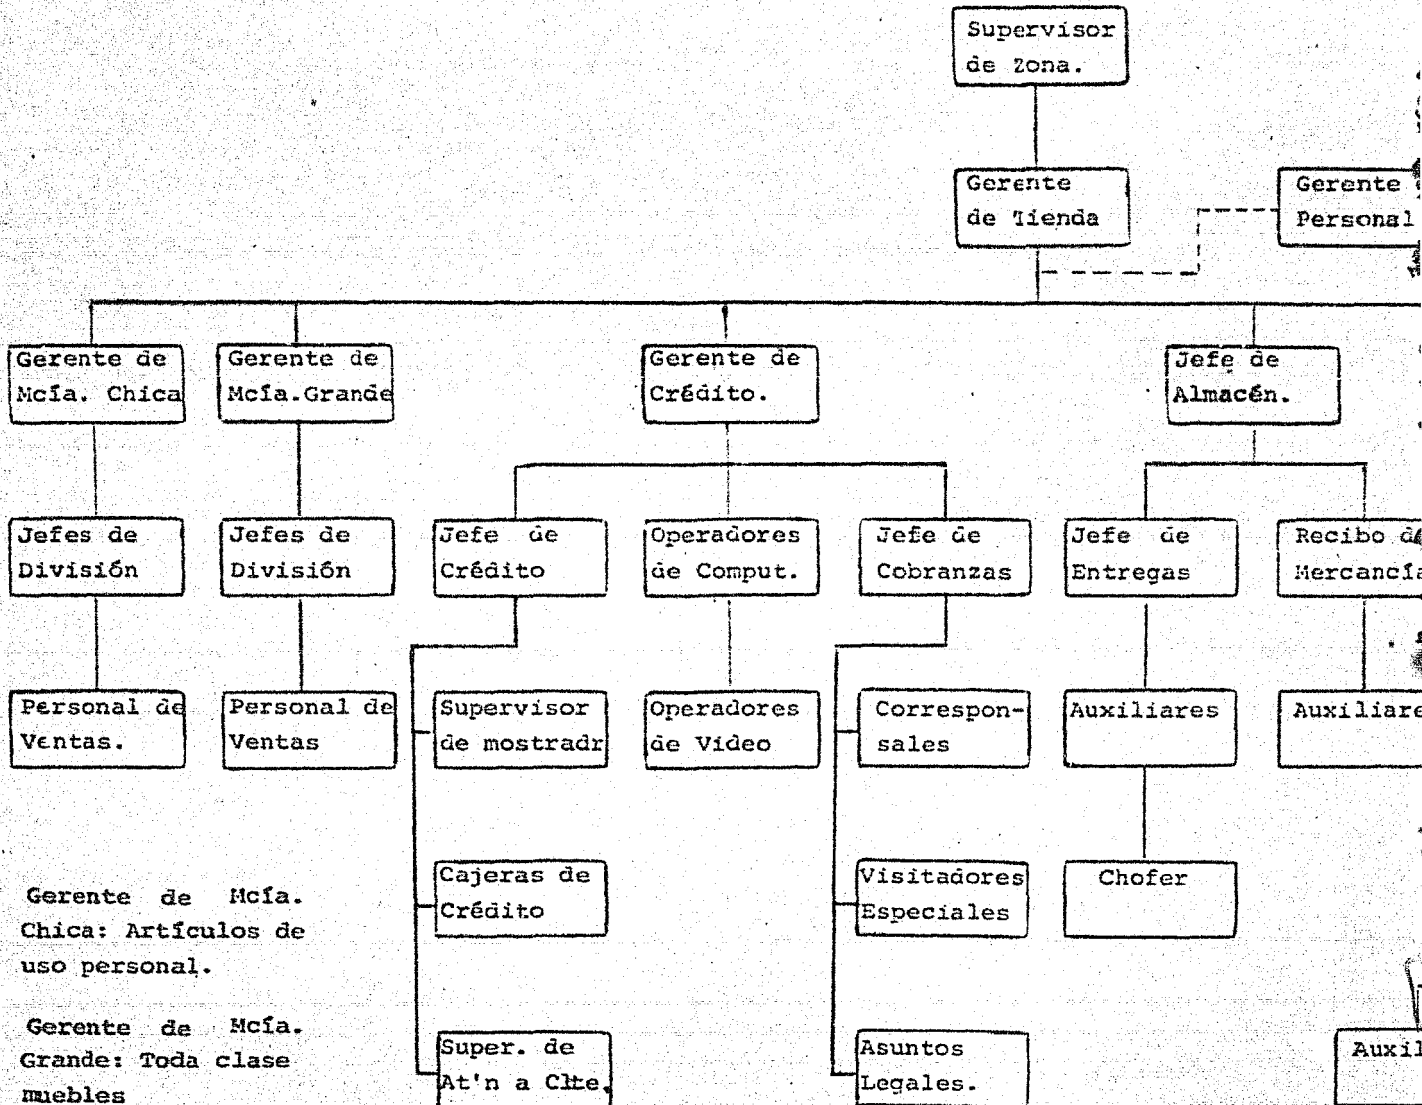 Supervisor
de Zona.
Gerente
de Tienda
Gerente
Personal
Gerente de
Mcía. Chica
Gerente de
Mcía.Grande
Gerente de
Crédito.
Jefe de
Almacén.
Jefes de
División
Jefes de
División
Jefe de
Crédito
Operadores
de Comput.
Jefe de
Cobranzas
Jefe de
Entregas
Recibo de
Mercancía
Personal de
Ventas.
Personal de
Ventas
Supervisor
de mostradr
Operadores
de Vídeo
Correspon-
sales
Auxiliares
Auxiliare
Cajeras de
Crédito
Visitadores
Especiales
Chofer
Gerente de Mcía.
Chica: Artículos de
uso personal.
Gerente de Mcía.
Grande: Toda clase
muebles
Super. de
At'n a Clte.
Asuntos
Legales.
Auxil